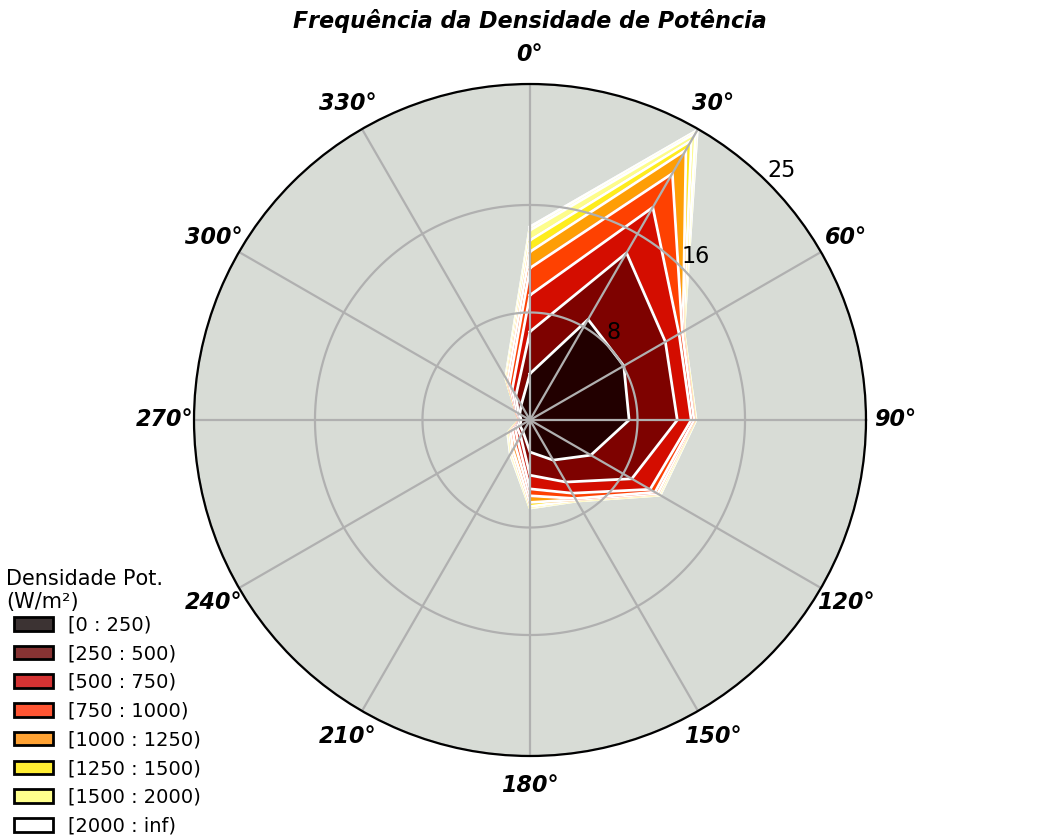 Frequência da Densidade de Potência
0°
330°
30°
25
300°
60°
16
8
270°
90°
240°
120°
210°
150°
180°
Densidade Pot.
(W/m²)
[0 : 250)
[250 : 500)
[500 : 750)
[750 : 1000)
[1000 : 1250)
[1250 : 1500)
[1500 : 2000)
[2000 : inf)